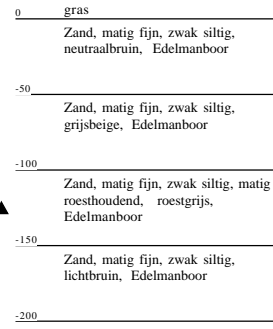 0 gras
Zand, matig fijn, zwak siltig,
neutraalbruin, Edelmanboor
-50
Zand, matig fijn, zwak siltig,
grijsbeige, Edelmanboor
-100
Zand, matig fijn, zwak siltig, matig
roesthoudend, roestgrijs,
Edelmanboor
-150
Zand, matig fijn, zwak siltig,
lichtbruin, Edelmanboor
-200